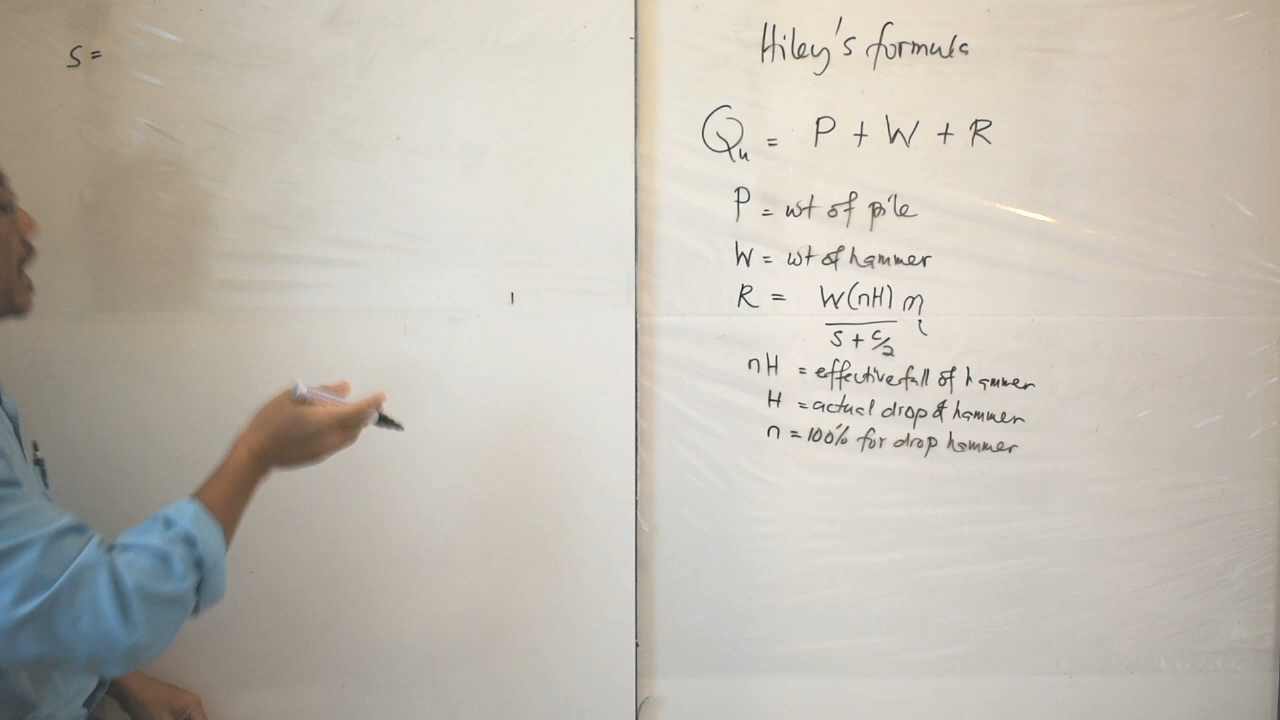 S =
Hiley's formula
Qu = P + W + R
P = wt of pile
W = wt of hammer
R = W(nH) η / S + c/2
nH = effective fall of hammer
H = actual drop of hammer
n = 100% for drop hammer